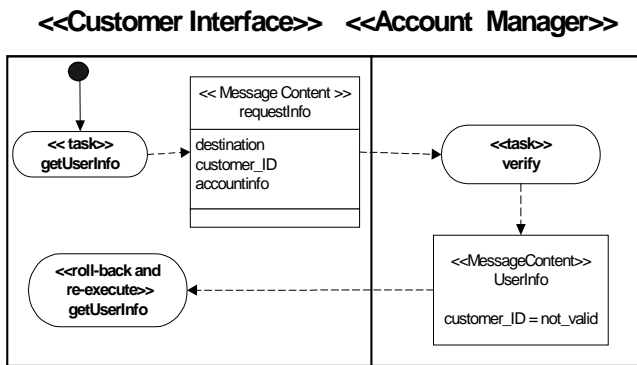 <<Customer Interface>> <<Account Manager>>
<< task>>
getUserInfo
<< Message Content >>
requestInfo
destination
customer_ID
accountinfo
<<task>>
verify
<<roll-back and
re-execute>>
getUserInfo
<<MessageContent>>
UserInfo
customer_ID = not_valid